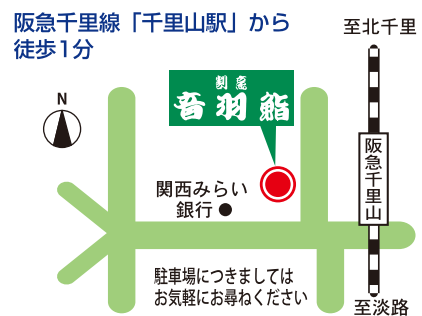 阪急千里線「千里山駅」から
徒歩1分
至北千里
N
割烹
音羽鮨
阪急千里山
関西みらい
銀行
駐車場につきましては
お気軽にお尋ねください
至淡路